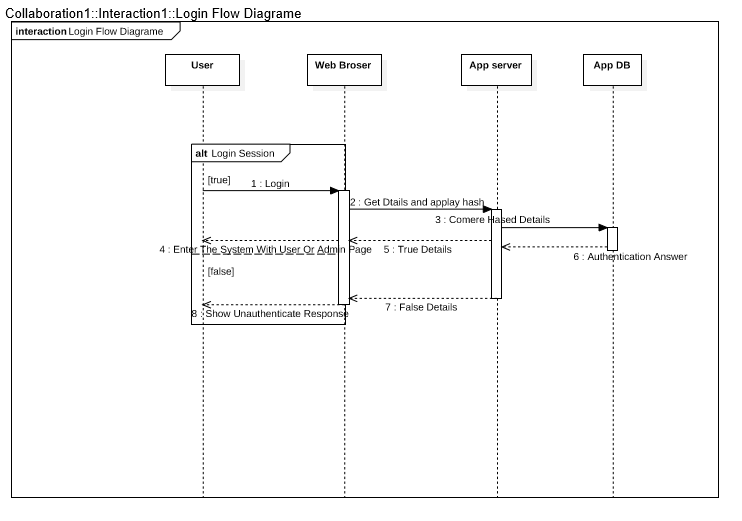 Collaboration1::Interaction1::Login Flow Diagrame
interaction Login Flow Diagrame
User
Web Broser
App server
App DB
alt Login Session
[true]
1 : Login
2 : Get Dtails and applay hash
3 : Comere Hased Details
4 : Enter The System With User Or Admin Page
5 : True Details
6 : Authentication Answer
[false]
7 : False Details
8 : Show Unauthenticate Response